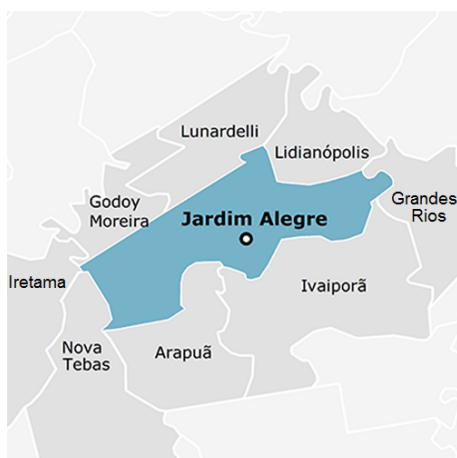 Lunardelli
Lidianópolis
Godoy
Moreira
Grandes
Rios
Jardim Alegre
Iretama
Ivaiporã
Nova
Tebas
Arapuã